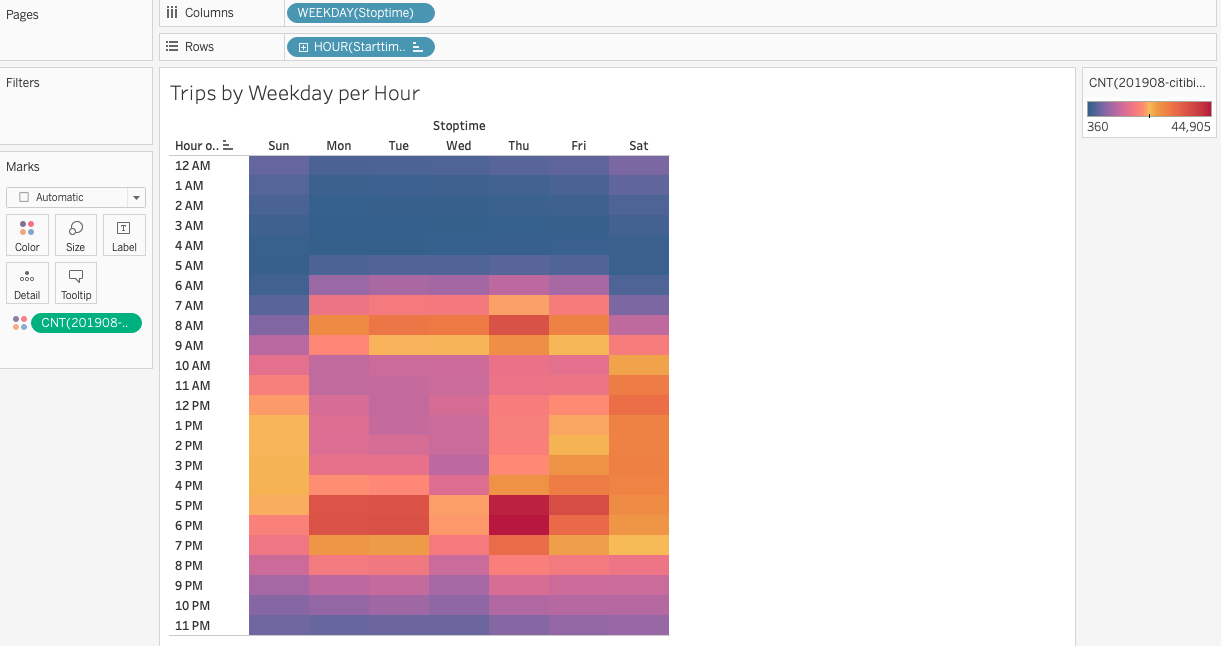 Pages
Columns
WEEKDAY(Stoptime)
Rows
HOUR(Starttim..
Filters
Marks
Automatic
Color
Size
Label
Detail
Tooltip
CNT(201908-..
Trips by Weekday per Hour
Stoptime
Hour o..
Sun Mon Tue Wed Thu Fri Sat
12 AM
1 AM
2 AM
3 AM
4 AM
5 AM
6 AM
7 AM
8 AM
9 AM
10 AM
11 AM
12 PM
1 PM
2 PM
3 PM
4 PM
5 PM
6 PM
7 PM
8 PM
9 PM
10 PM
11 PM
CNT(201908-citibi...
360 44,905